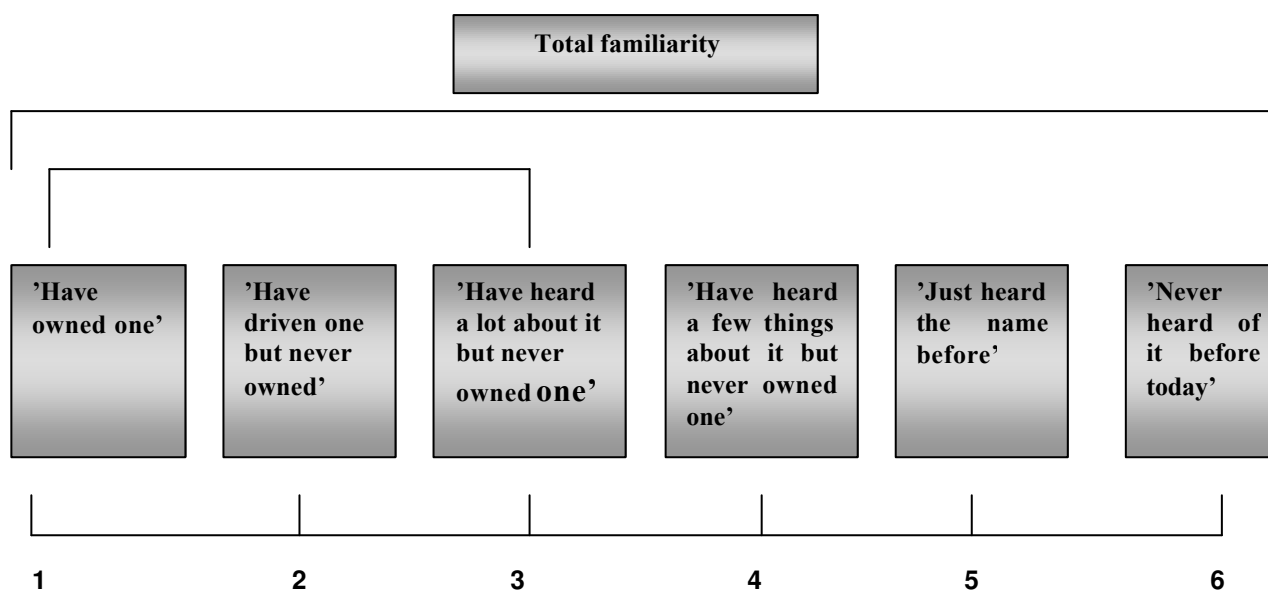 Total familiarity
’Have
owned one’
’Have
driven one
but never
owned’
’Have heard
a lot about it
but never
owned one’
’Have heard
a few things
about it but
never owned
one’
’Just heard
the name
before’
’Never
heard of
it before
today’
1 2 3 4 5 6